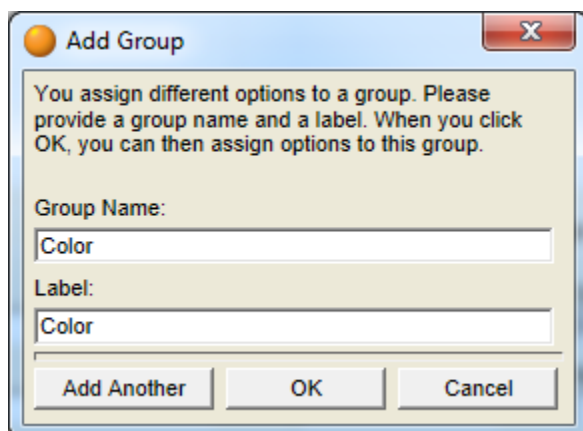 Add Group
You assign different options to a group. Please
provide a group name and a label. When you click
OK, you can then assign options to this group.
Group Name:
Color
Label:
Color
Add Another OK Cancel